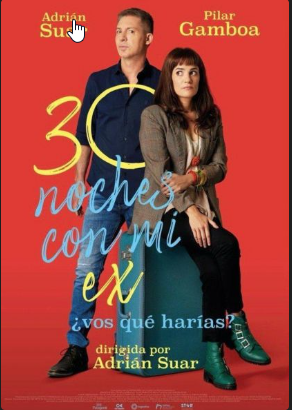 Adrián
Suar
Pilar
Gamboa
30
noches
con mi
ex
¿vos qué harías?
dirigida por
Adrián Suar